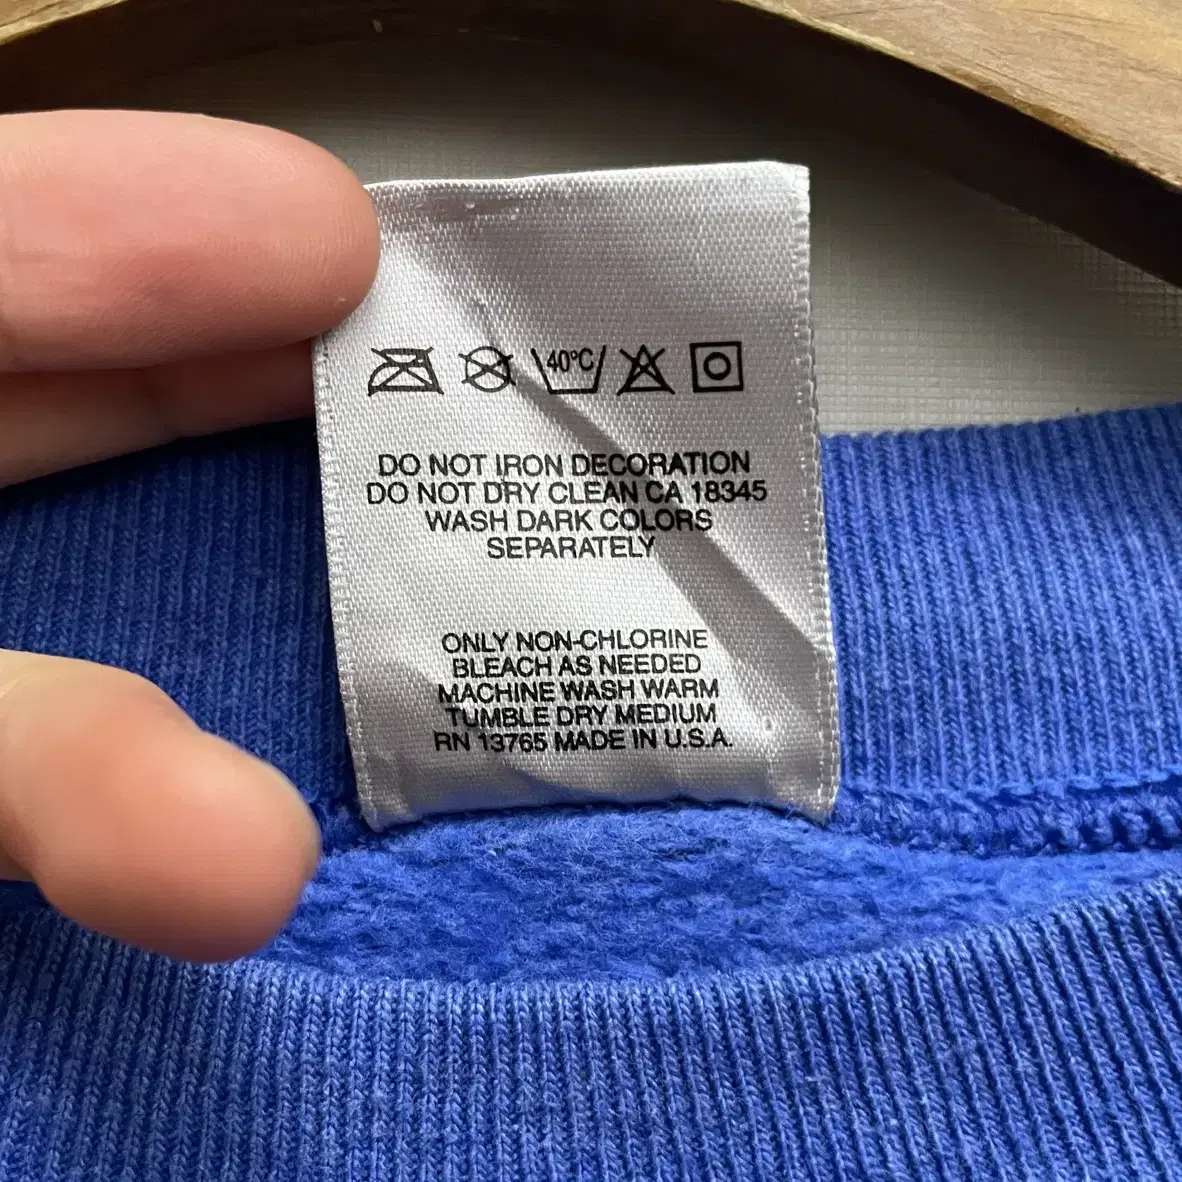 40°C
DO NOT IRON DECORATION
DO NOT DRY CLEAN CA 18345
WASH DARK COLORS
SEPARATELY
ONLY NON-CHLORINE
BLEACH AS NEEDED
MACHINE WASH WARM
TUMBLE DRY MEDIUM
RN 13765 MADE IN U.S.A.